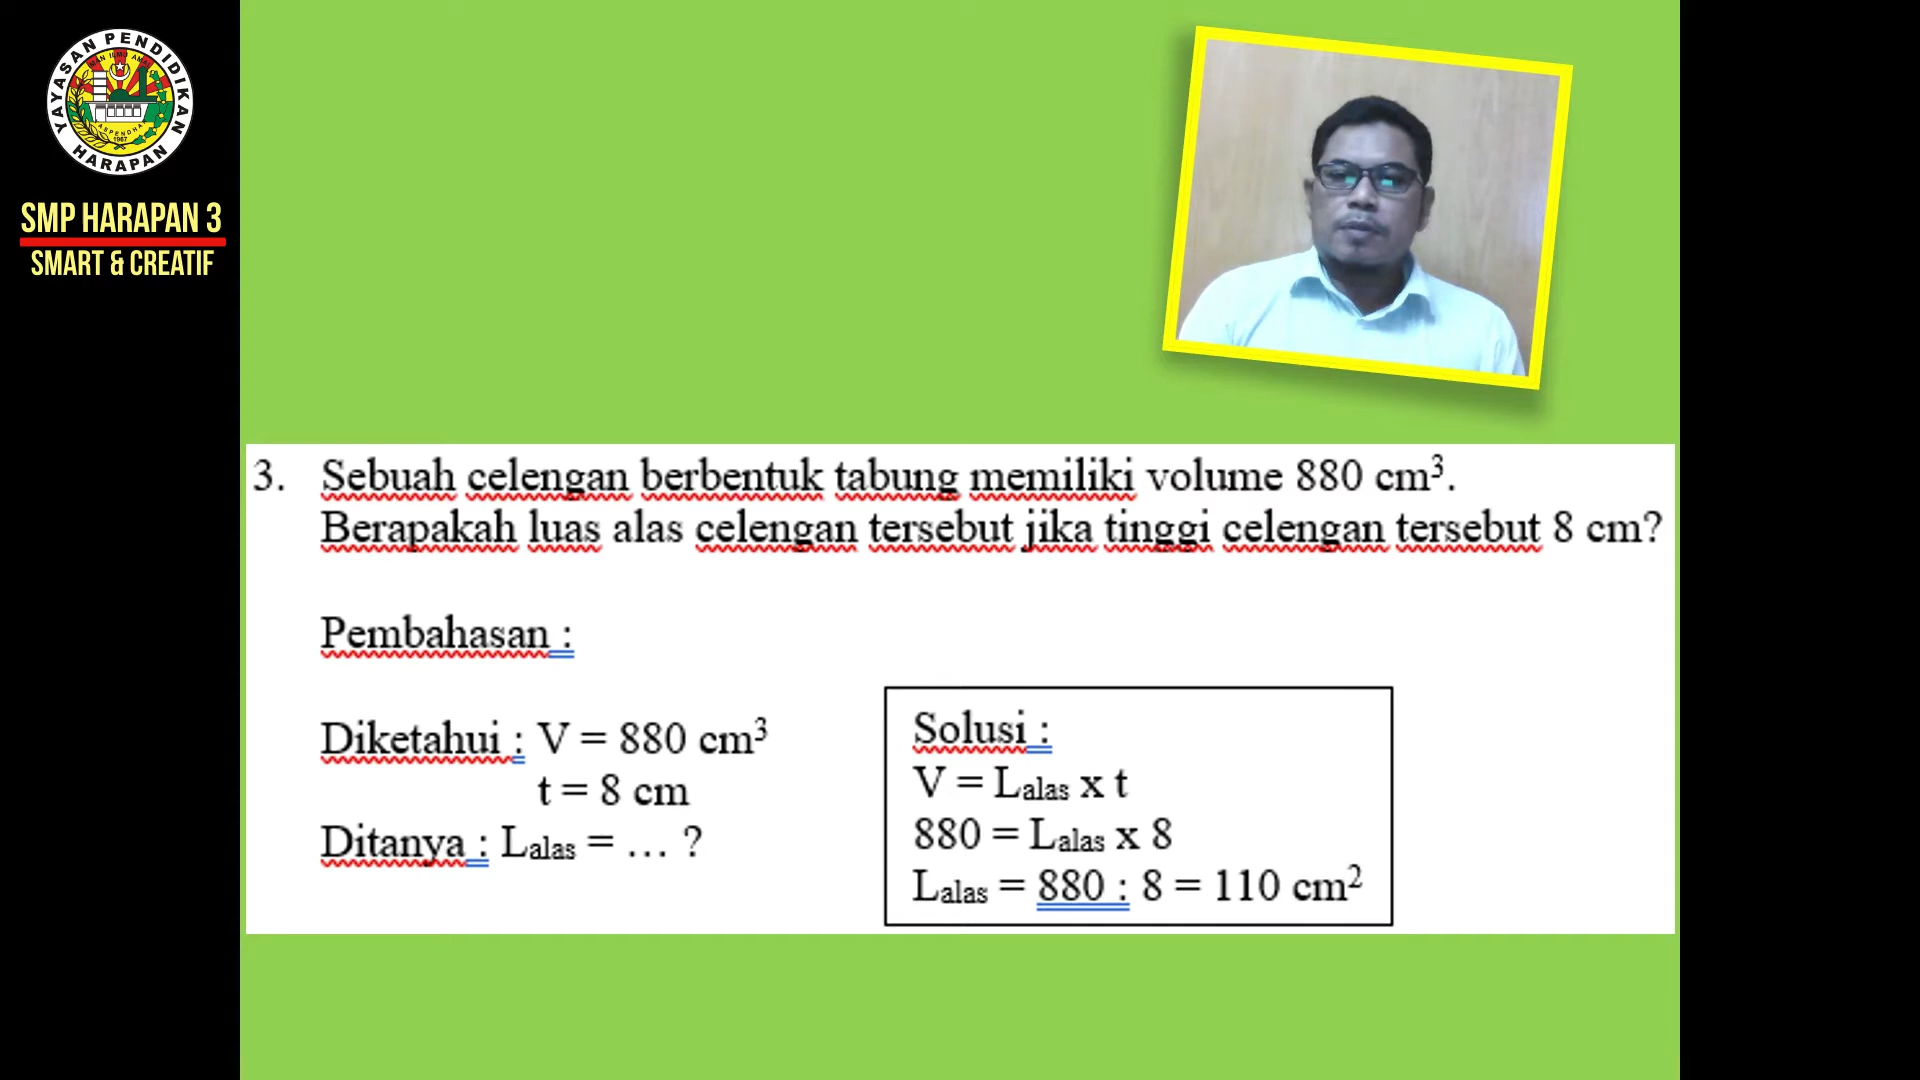 YAYASAN PENDIDIKAN
HARAPAN
ASPENDHAR
1967
SMP HARAPAN 3
SMART & CREATIF
3. Sebuah celengan berbentuk tabung memiliki volume 880 cm³.
Berapakah luas alas celengan tersebut jika tinggi celengan tersebut 8 cm?
Pembahasan :
Diketahui : V = 880 cm³
t = 8 cm
Ditanya : Lalas = … ?
Solusi :
V = Lalas x t
880 = Lalas x 8
Lalas = 880 : 8 = 110 cm²